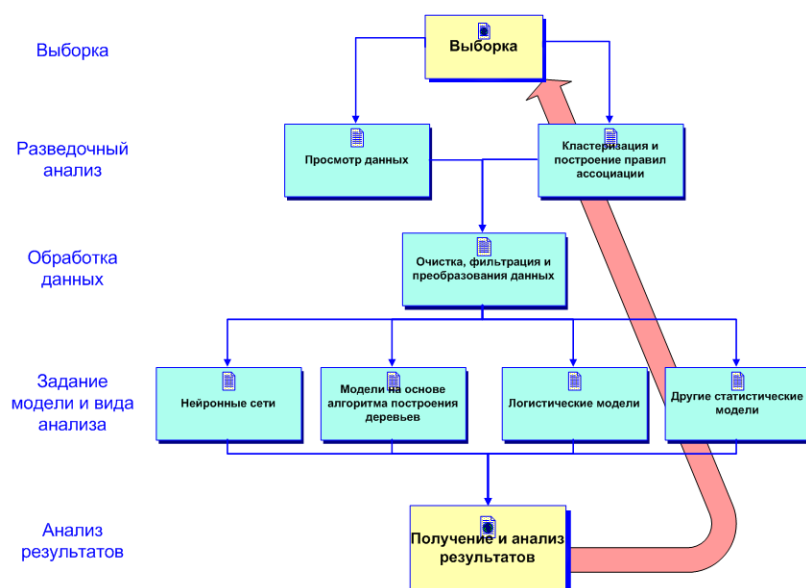 Выборка
Выборка
Разведочный
анализ
Просмотр данных
Кластеризация и
построение правил
ассоциации
Обработка
данных
Очистка, фильтрация и
преобразования данных
Задание
модели и вида
анализа
Нейронные сети
Модели на основе
алгоритма построения
деревьев
Логистические модели
Другие статистические
модели
Анализ
результатов
Получение и анализ
результатов